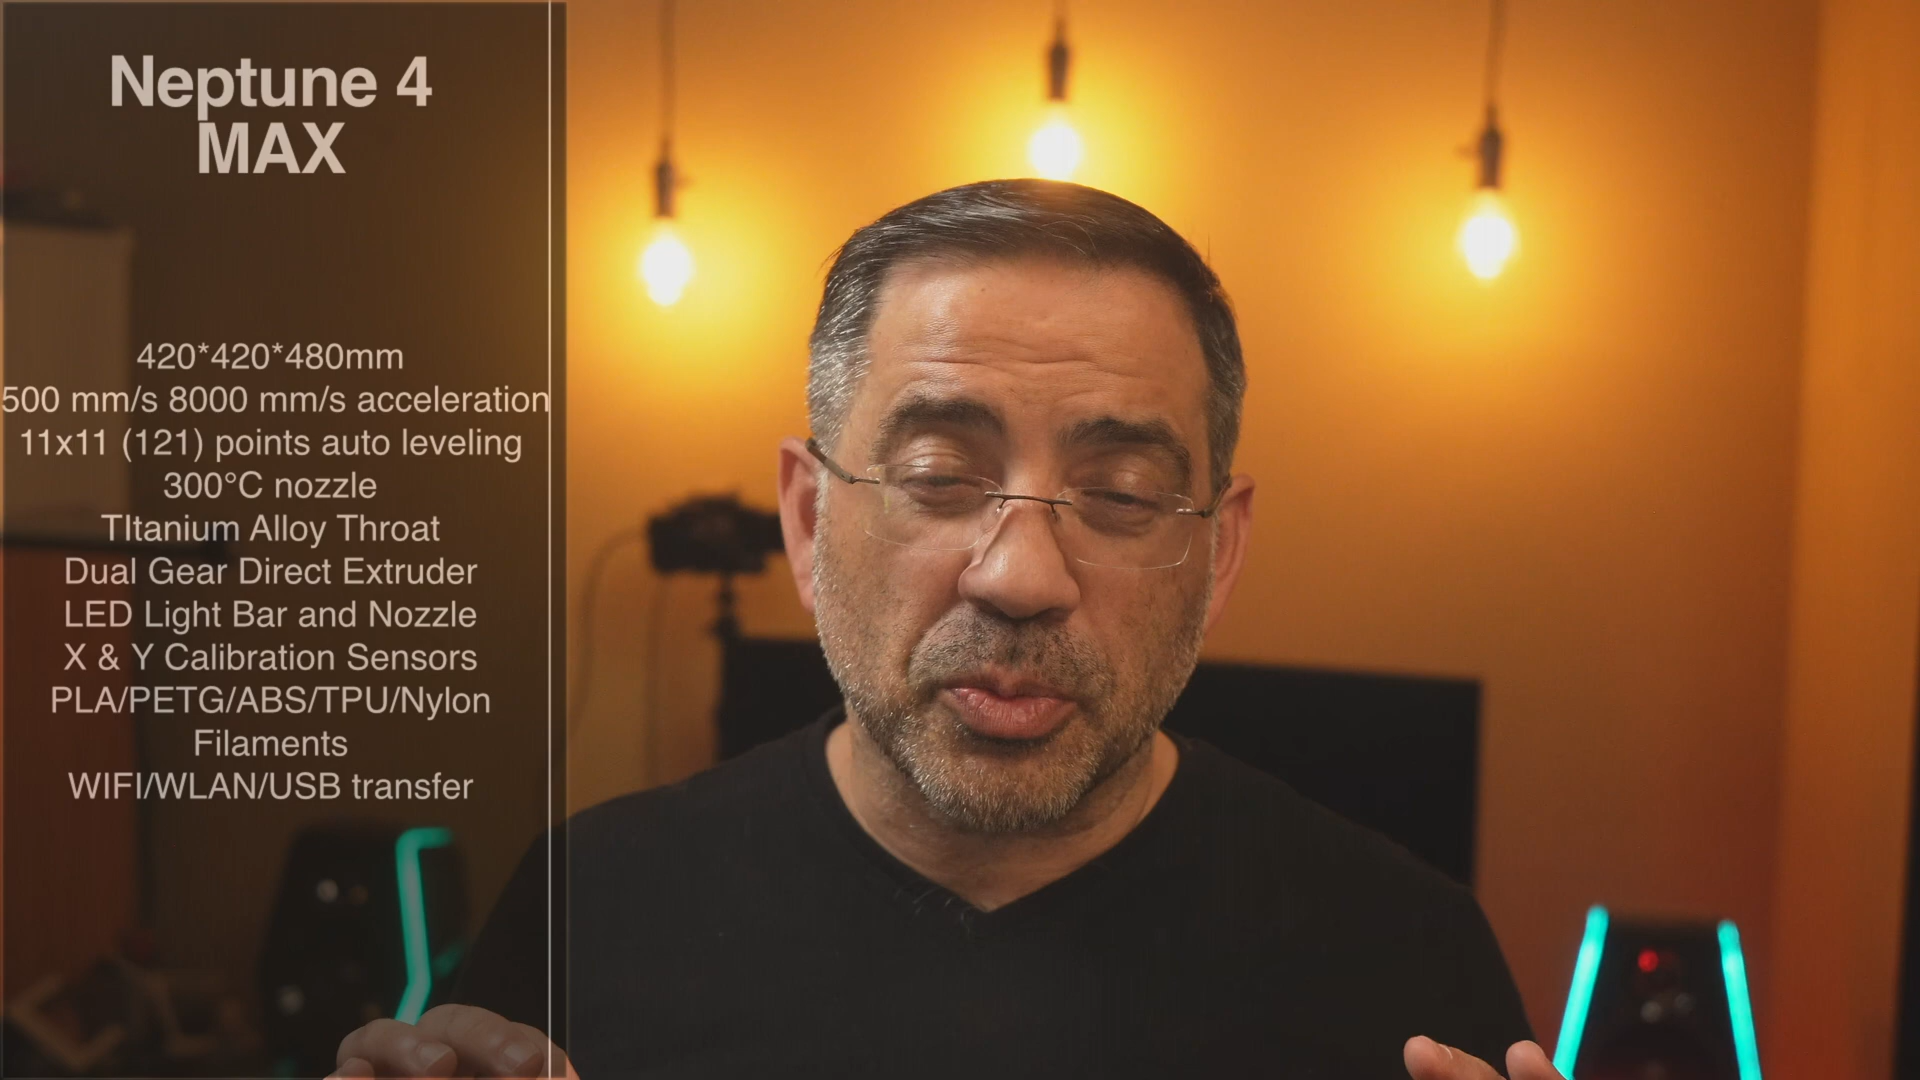 Neptune 4
MAX
420*420*480mm
500 mm/s 8000 mm/s acceleration
11x11 (121) points auto leveling
300°C nozzle
TItanium Alloy Throat
Dual Gear Direct Extruder
LED Light Bar and Nozzle
X & Y Calibration Sensors
PLA/PETG/ABS/TPU/Nylon
Filaments
WIFI/WLAN/USB transfer